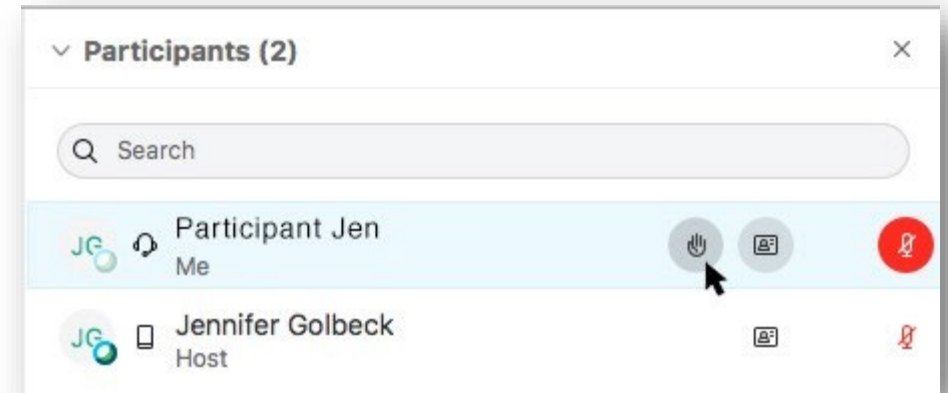 Participants (2)
Search
JG Participant Jen
Me
JG Jennifer Golbeck
Host